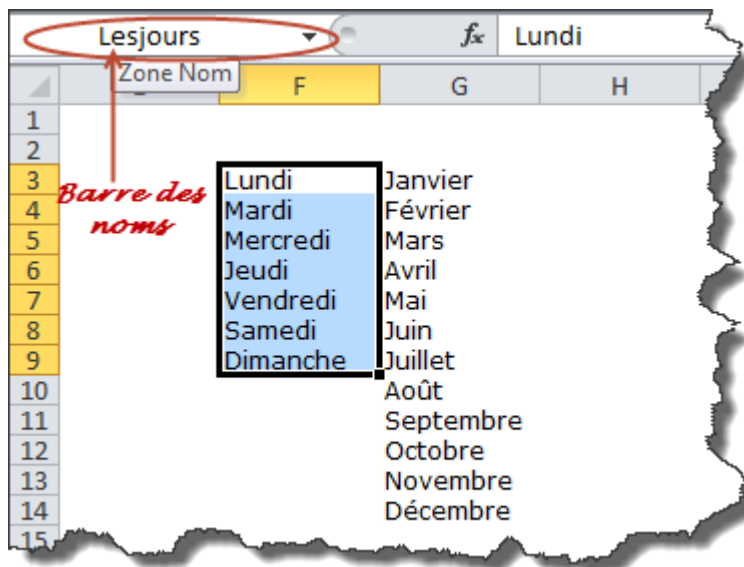 Lesjours fx Lundi
Zone Nom
F G H
1
2
3 Lundi Janvier
Barre des noms
4 Mardi Février
5 Mercredi Mars
6 Jeudi Avril
7 Vendredi Mai
8 Samedi Juin
9 Dimanche Juillet
10 Août
11 Septembre
12 Octobre
13 Novembre
14 Décembre
15